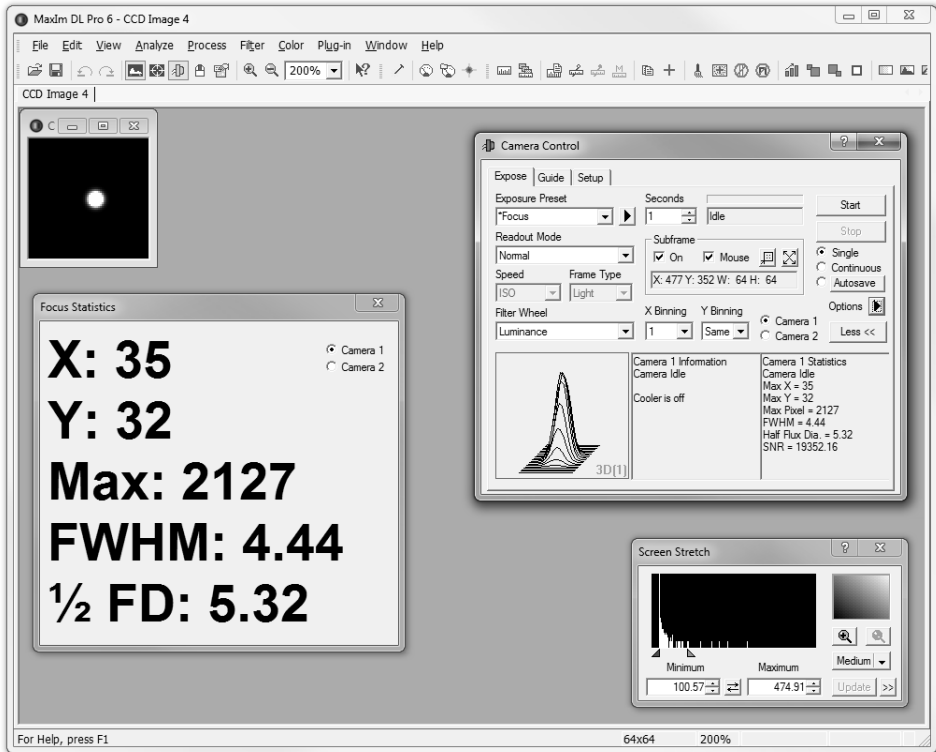 MaxIm DL Pro 6 - CCD Image 4
File Edit View Analyze Process Filter Color Plug-in Window Help
200%
CCD Image 4
C
Camera Control
Expose Guide Setup
Exposure Preset Seconds
*Focus 1 Idle Start
Readout Mode Stop
Normal Subframe
On Mouse Single
Speed Frame Type Continuous
ISO Light X: 477 Y: 352 W: 64 H: 64 Autosave
Filter Wheel X Binning Y Binning Options
Luminance 1 Same Camera 1 Camera 2 Less <<
3D(1)
Camera 1 Information
Camera Idle
Cooler is off
Camera 1 Statistics
Camera Idle
Max X = 35
Max Y = 32
Max Pixel = 2127
FWHM = 4.44
Half Flux Dia. = 5.32
SNR = 19352.16
Focus Statistics
Camera 1
Camera 2
X: 35
Y: 32
Max: 2127
FWHM: 4.44
½ FD: 5.32
Screen Stretch
Medium
Minimum Maximum
100.57 474.91 Update >>
For Help, press F1 64x64 200%